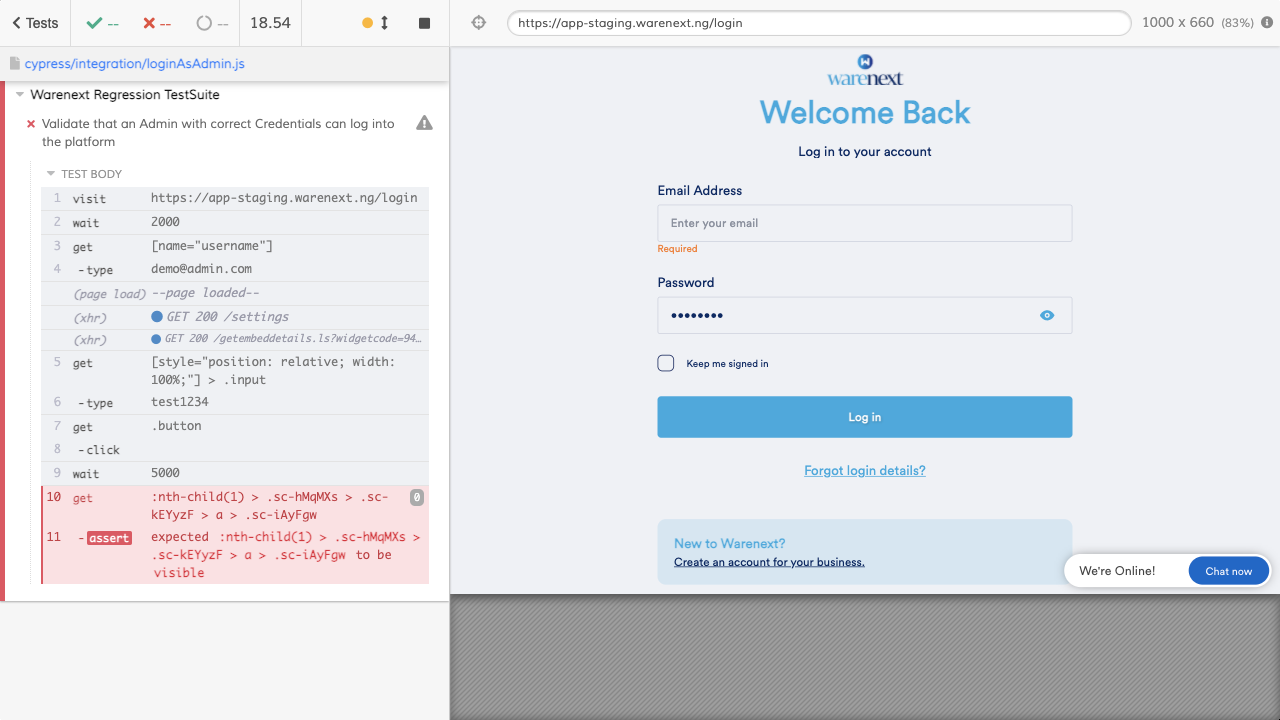 Tests
--
--
--
18.54
https://app-staging.warenext.ng/login
1000 x 660 (83%)
cypress/integration/loginAsAdmin.js
Warenext Regression TestSuite
Validate that an Admin with correct Credentials can log into
the platform
TEST BODY
1 visit https://app-staging.warenext.ng/login
2 wait 2000
3 get [name="username"]
4 -type demo@admin.com
(page load) --page loaded--
(xhr) GET 200 /settings
(xhr) GET 200 /getembeddetails.ls?widgetcode=94…
5 get [style="position: relative; width:
100%;"] > .input
6 -type test1234
7 get .button
8 -click
9 wait 5000
10 get :nth-child(1) > .sc-hMqMXs > .sc- 0
kEYyzF > a > .sc-iAyFgw
11 -assert expected :nth-child(1) > .sc-hMqMXs >
.sc-kEYyzF > a > .sc-iAyFgw to be
visible
warenext
Welcome Back
Log in to your account
Email Address
Enter your email
Required
Password
••••••••
Keep me signed in
Log in
Forgot login details?
New to Warenext?
Create an account for your business.
We're Online!
Chat now